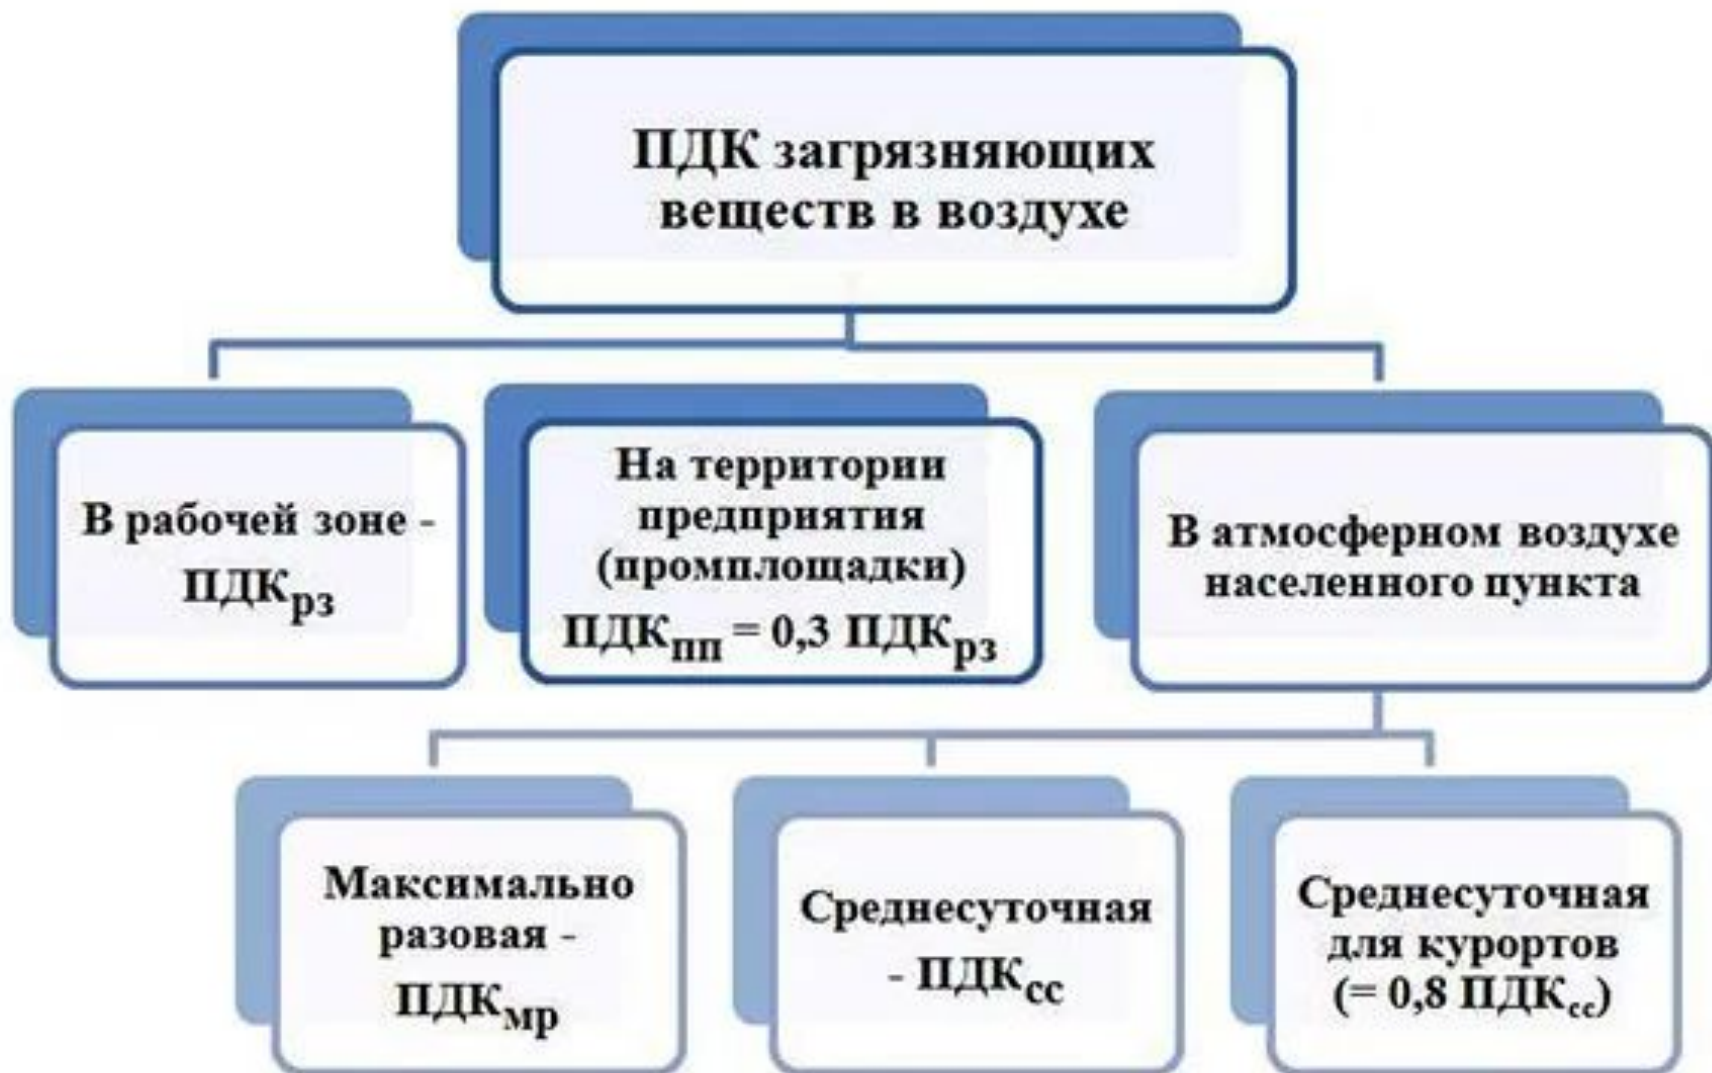 ПДК загрязняющих
веществ в воздухе
В рабочей зоне -
ПДКрз
На территории
предприятия
(промплощадки)
ПДКпп = 0,3 ПДКрз
В атмосферном воздухе
населенного пункта
Максимально
разовая -
ПДКмр
Среднесуточная
- ПДКсс
Среднесуточная
для курортов
(= 0,8 ПДКсс)